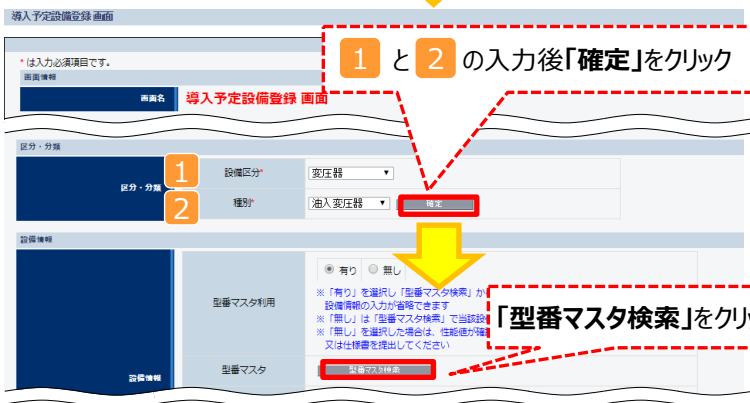 導入予定設備登録 画面
* は入力必須項目です。
画面情報
画面名 導入予定設備登録 画面
1 と 2 の入力後「確定」をクリック
区分・分類
区分・分類
1 設備区分* 変圧器 ▼
2 種別* 油入変圧器 ▼ 確定
設備情報
設備情報
型番マスタ利用
有り 無し
※「有り」を選択し「型番マスタ検索」か
設備情報の入力が省略できます
※「無し」は「型番マスタ検索」で当該設
※「無し」を選択した場合は、性能値が確
又は仕様書を提出してください
「型番マスタ検索」をクリ
型番マスタ 型番マスタ検索